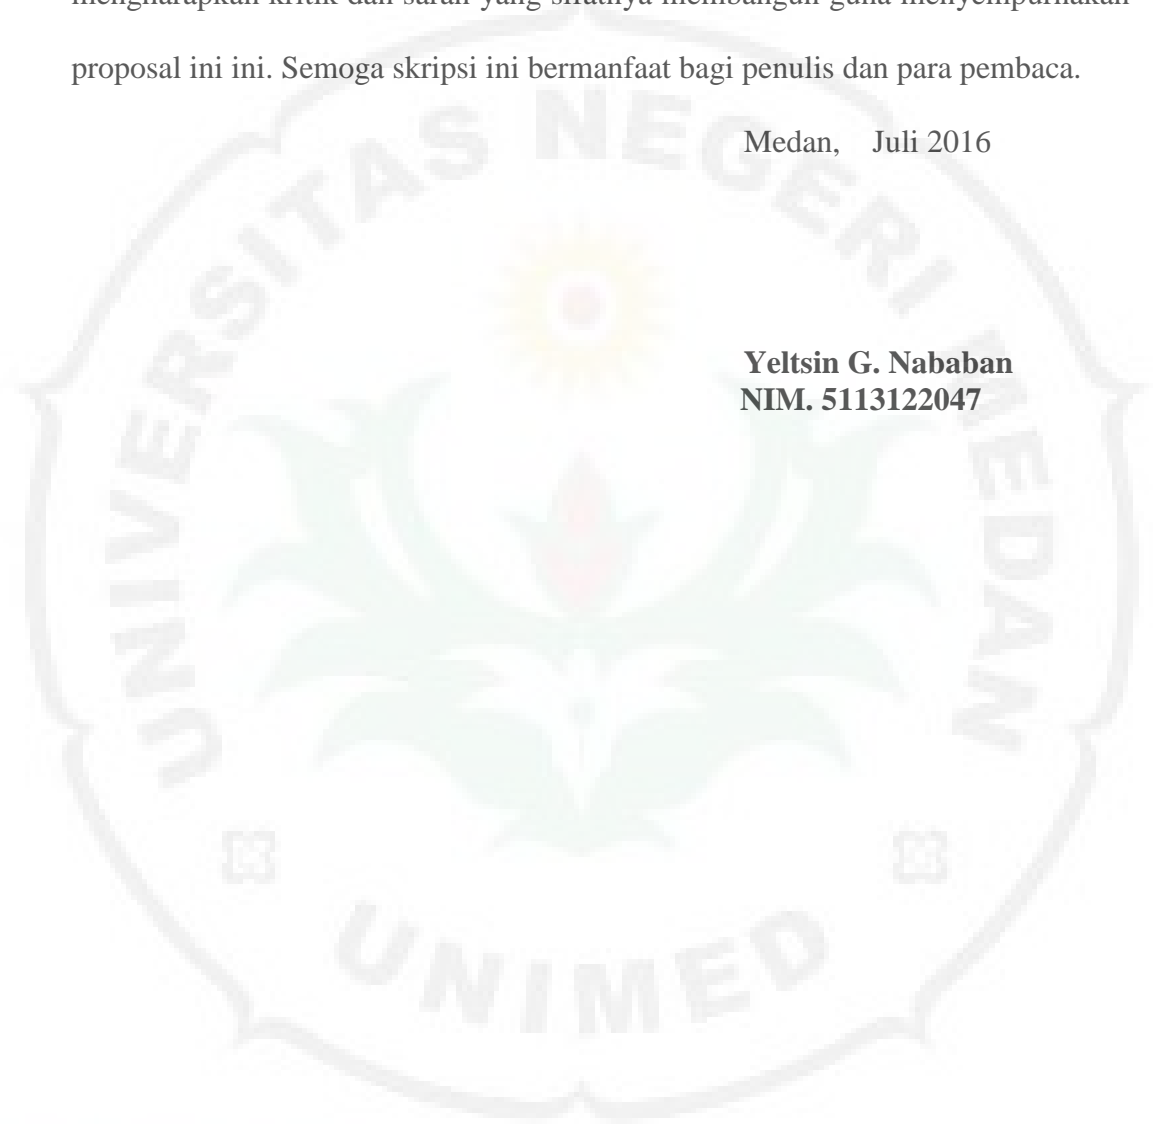 mengharapkan kritik dan saran yang sifatnya membangun guna menyempurnakan
proposal ini ini. Semoga skripsi ini bermanfaat bagi penulis dan para pembaca.
Medan, Juli 2016
Yeltsin G. Nababan
NIM. 5113122047
UNIVERSITAS NEGERI MEDAN
UNIMED